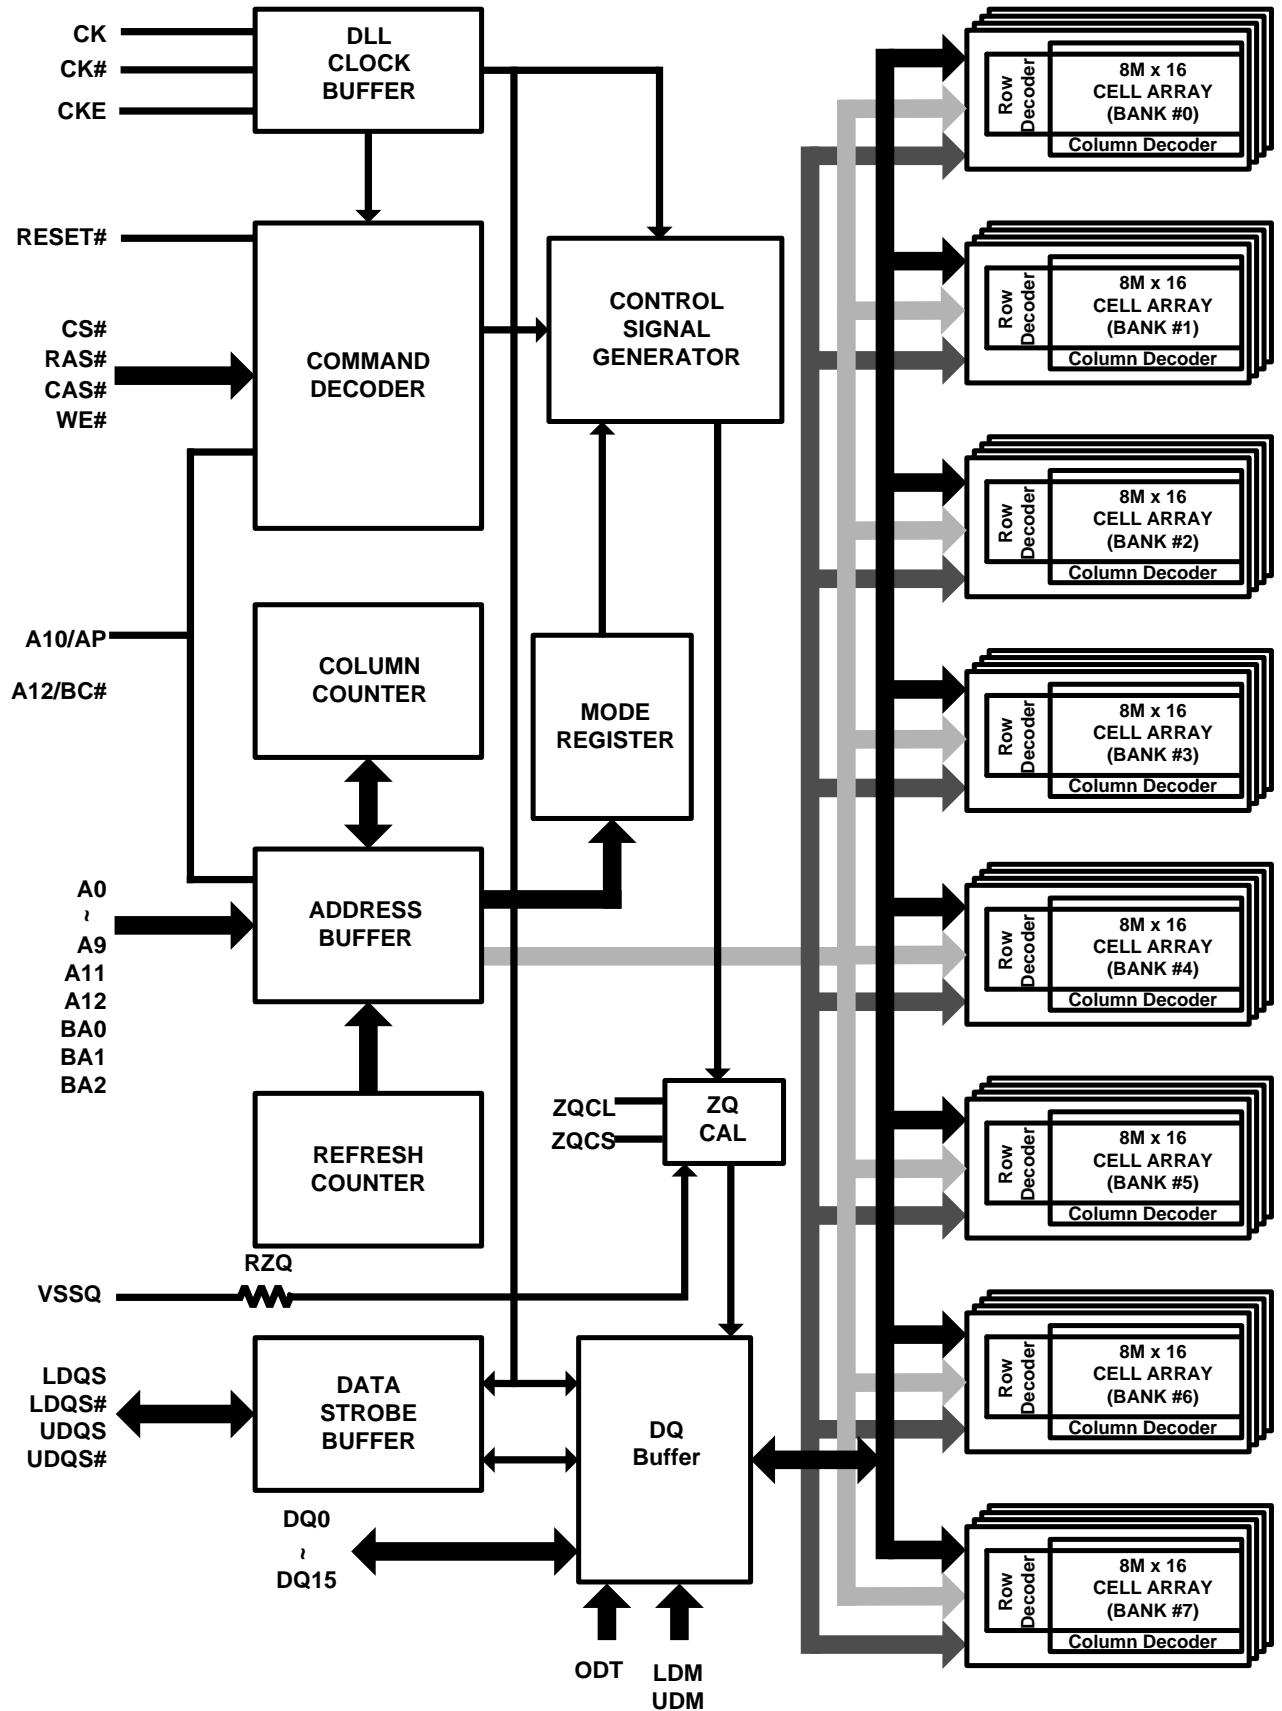 CK
CK#
CKE
DLL
CLOCK
BUFFER
RESET#
CS#
RAS#
CAS#
WE#
COMMAND
DECODER
CONTROL
SIGNAL
GENERATOR
A10/AP
A12/BC#
COLUMN
COUNTER
MODE
REGISTER
A0
~
A9
A11
A12
BA0
BA1
BA2
ADDRESS
BUFFER
REFRESH
COUNTER
ZQCL
ZQCS
ZQ
CAL
RZQ
VSSQ
LDQS
LDQS#
UDQS
UDQS#
DATA
STROBE
BUFFER
DQ
Buffer
DQ0
~
DQ15
ODT
LDM
UDM
Row
Decoder
8M x 16
CELL ARRAY
(BANK #0)
Column Decoder
Row
Decoder
8M x 16
CELL ARRAY
(BANK #1)
Column Decoder
Row
Decoder
8M x 16
CELL ARRAY
(BANK #2)
Column Decoder
Row
Decoder
8M x 16
CELL ARRAY
(BANK #3)
Column Decoder
Row
Decoder
8M x 16
CELL ARRAY
(BANK #4)
Column Decoder
Row
Decoder
8M x 16
CELL ARRAY
(BANK #5)
Column Decoder
Row
Decoder
8M x 16
CELL ARRAY
(BANK #6)
Column Decoder
Row
Decoder
8M x 16
CELL ARRAY
(BANK #7)
Column Decoder